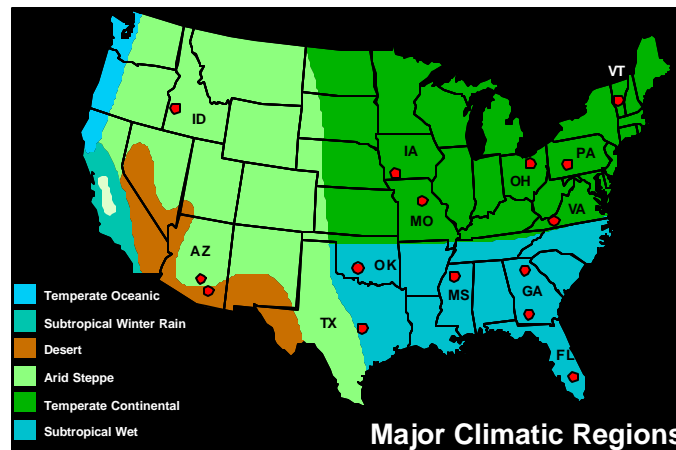 VT
ID
IA
PA
OH
VA
MO
AZ
OK
MS
GA
TX
FL
Temperate Oceanic
Subtropical Winter Rain
Desert
Arid Steppe
Temperate Continental
Subtropical Wet
Major Climatic Regions